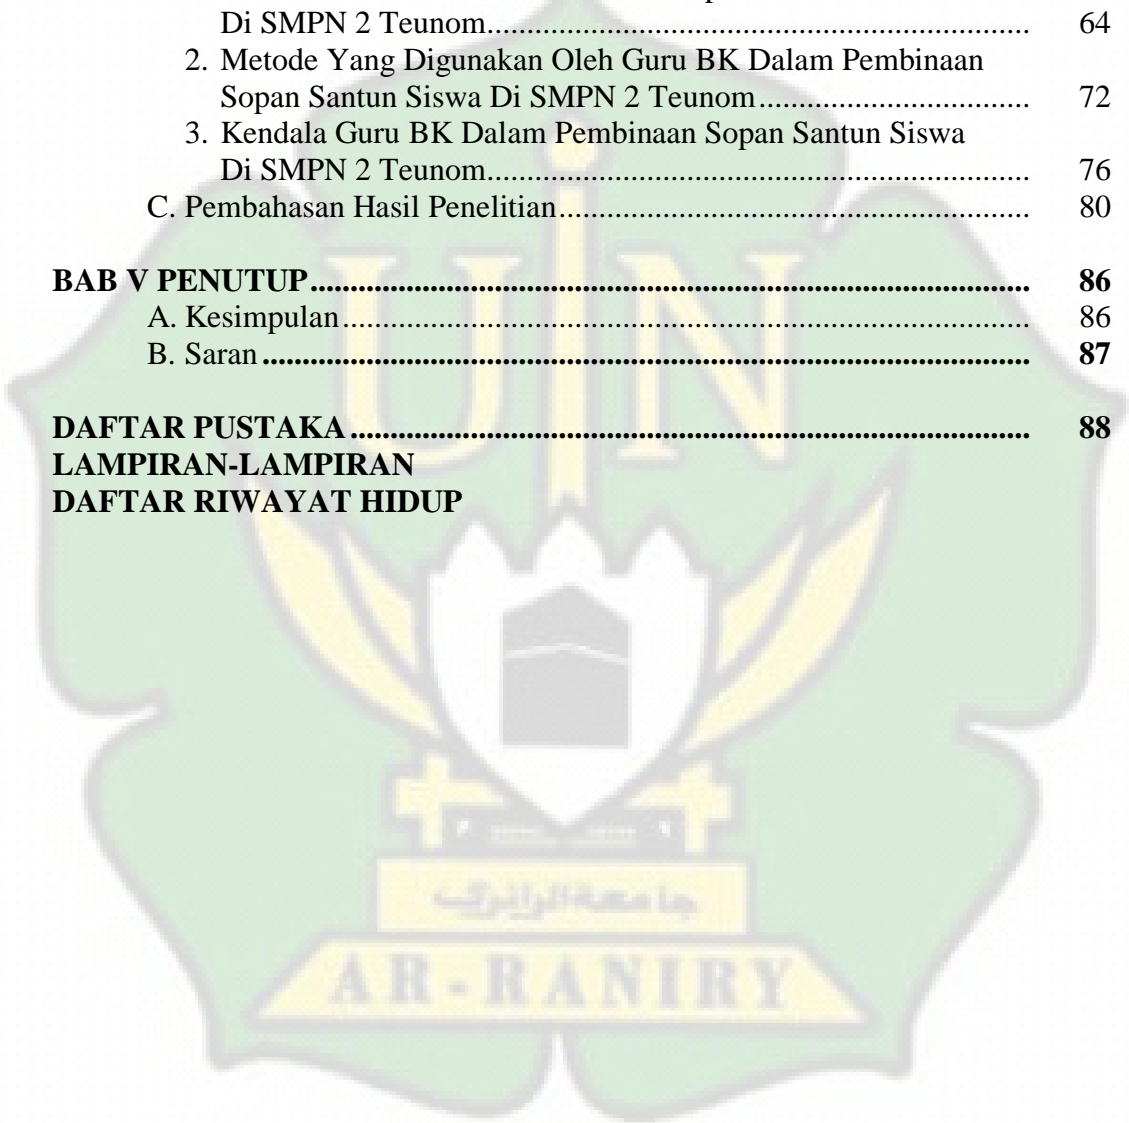 Di SMPN 2 Teunom.................................................................... 64
2. Metode Yang Digunakan Oleh Guru BK Dalam Pembinaan
Sopan Santun Siswa Di SMPN 2 Teunom.................................. 72
3. Kendala Guru BK Dalam Pembinaan Sopan Santun Siswa
Di SMPN 2 Teunom.................................................................... 76
C. Pembahasan Hasil Penelitian........................................................... 80
BAB V PENUTUP.......................................................................................... 86
A. Kesimpulan...................................................................................... 86
B. Saran................................................................................................ 87
DAFTAR PUSTAKA..................................................................................... 88
LAMPIRAN-LAMPIRAN
DAFTAR RIWAYAT HIDUP
UIN
جامعة الرانري
AR-RANIRY